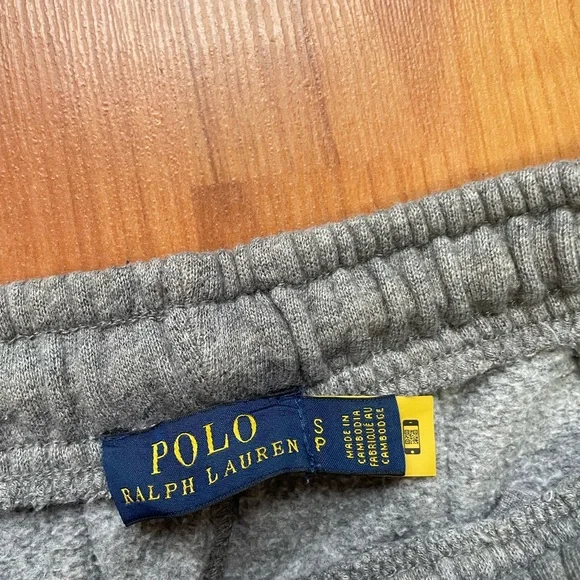 POLO
RALPH LAUREN
S
P
MADE IN
CAMBODIA
FABRIQUÉ AU
CAMBODGE